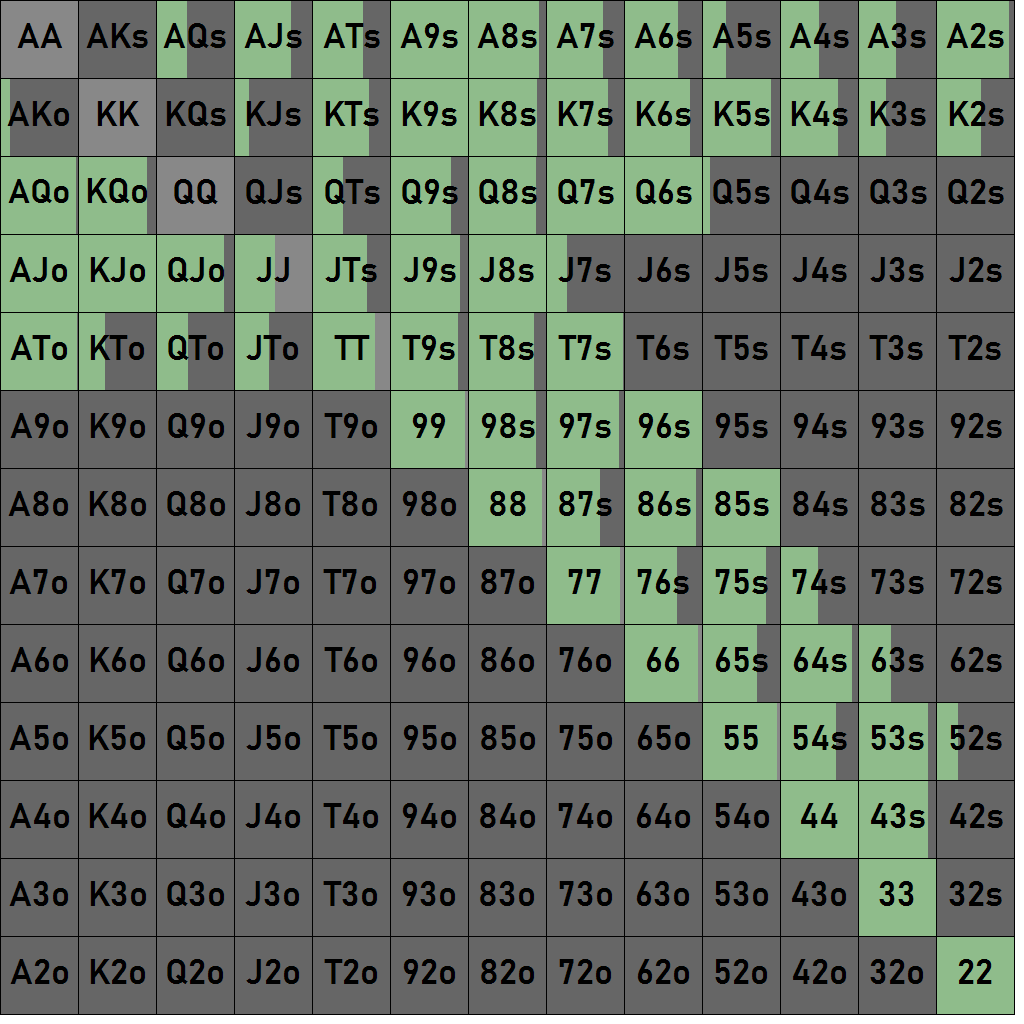 AA AKs AQs AJs ATs A9s A8s A7s A6s A5s A4s A3s A2s
AKo KK KQs KJs KTs K9s K8s K7s K6s K5s K4s K3s K2s
AQo KQo QQ QJs QTs Q9s Q8s Q7s Q6s Q5s Q4s Q3s Q2s
AJo KJo QJo JJ JTs J9s J8s J7s J6s J5s J4s J3s J2s
ATo KTo QTo JTo TT T9s T8s T7s T6s T5s T4s T3s T2s
A9o K9o Q9o J9o T9o 99 98s 97s 96s 95s 94s 93s 92s
A8o K8o Q8o J8o T8o 98o 88 87s 86s 85s 84s 83s 82s
A7o K7o Q7o J7o T7o 97o 87o 77 76s 75s 74s 73s 72s
A6o K6o Q6o J6o T6o 96o 86o 76o 66 65s 64s 63s 62s
A5o K5o Q5o J5o T5o 95o 85o 75o 65o 55 54s 53s 52s
A4o K4o Q4o J4o T4o 94o 84o 74o 64o 54o 44 43s 42s
A3o K3o Q3o J3o T3o 93o 83o 73o 63o 53o 43o 33 32s
A2o K2o Q2o J2o T2o 92o 82o 72o 62o 52o 42o 32o 22